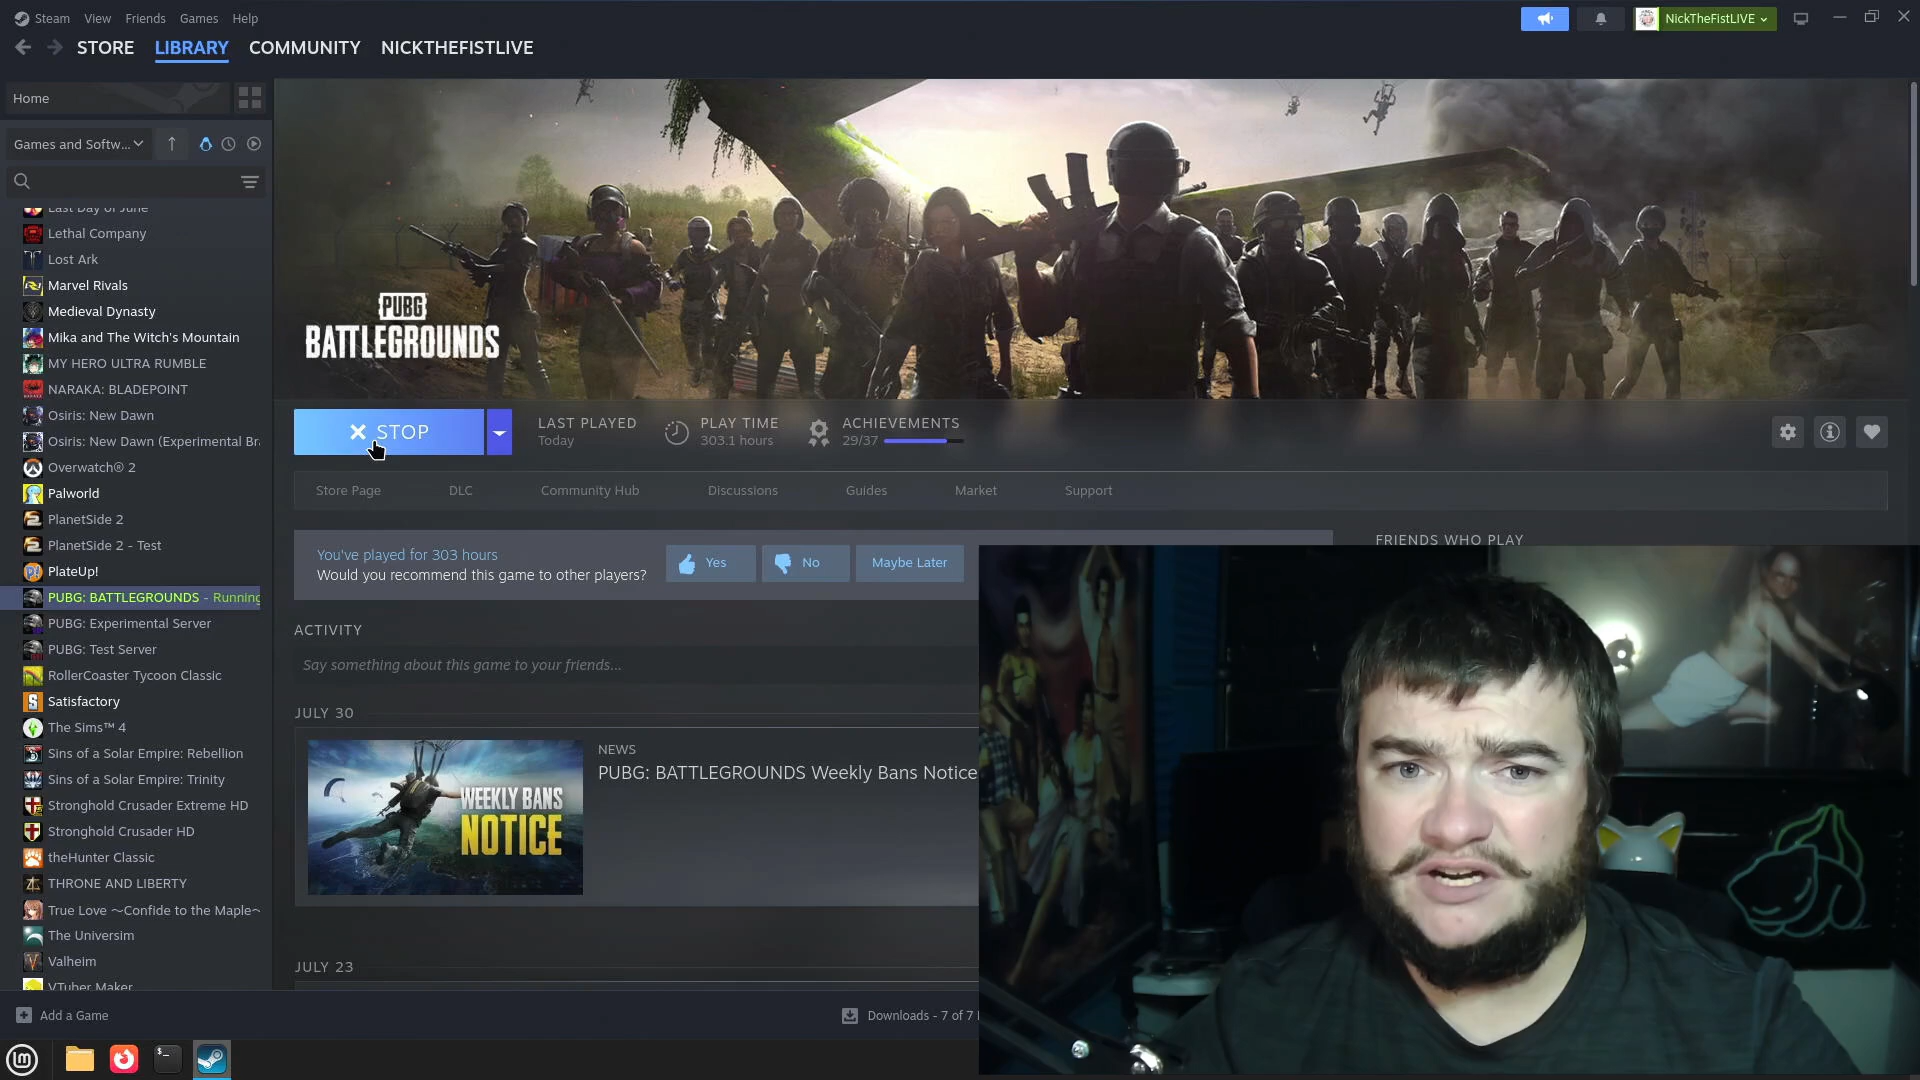 Steam View Friends Games Help
NickTheFistLIVE
STORE LIBRARY COMMUNITY NICKTHEFISTLIVE
Home
Games and Softw...
Last Day of June
Lethal Company
Lost Ark
Marvel Rivals
Medieval Dynasty
Mika and The Witch's Mountain
MY HERO ULTRA RUMBLE
NARAKA: BLADEPOINT
Osiris: New Dawn
Osiris: New Dawn (Experimental Bra
Overwatch® 2
Palworld
PlanetSide 2
PlanetSide 2 - Test
PlateUp!
PUBG: BATTLEGROUNDS - Running
PUBG: Experimental Server
PUBG: Test Server
RollerCoaster Tycoon Classic
Satisfactory
The Sims™ 4
Sins of a Solar Empire: Rebellion
Sins of a Solar Empire: Trinity
Stronghold Crusader Extreme HD
Stronghold Crusader HD
theHunter Classic
THRONE AND LIBERTY
True Love ~Confide to the Maple~
The Universim
Valheim
VTuber Maker
Add a Game
PUBG
BATTLEGROUNDS
STOP
LAST PLAYED
Today
PLAY TIME
303.1 hours
ACHIEVEMENTS
29/37
Store Page DLC Community Hub Discussions Guides Market Support
You've played for 303 hours
Would you recommend this game to other players?
Yes No Maybe Later
FRIENDS WHO PLAY
ACTIVITY
Say something about this game to your friends...
JULY 30
WEEKLY BANS
NOTICE
NEWS
PUBG: BATTLEGROUNDS Weekly Bans Notice
JULY 23
Downloads - 7 of 7